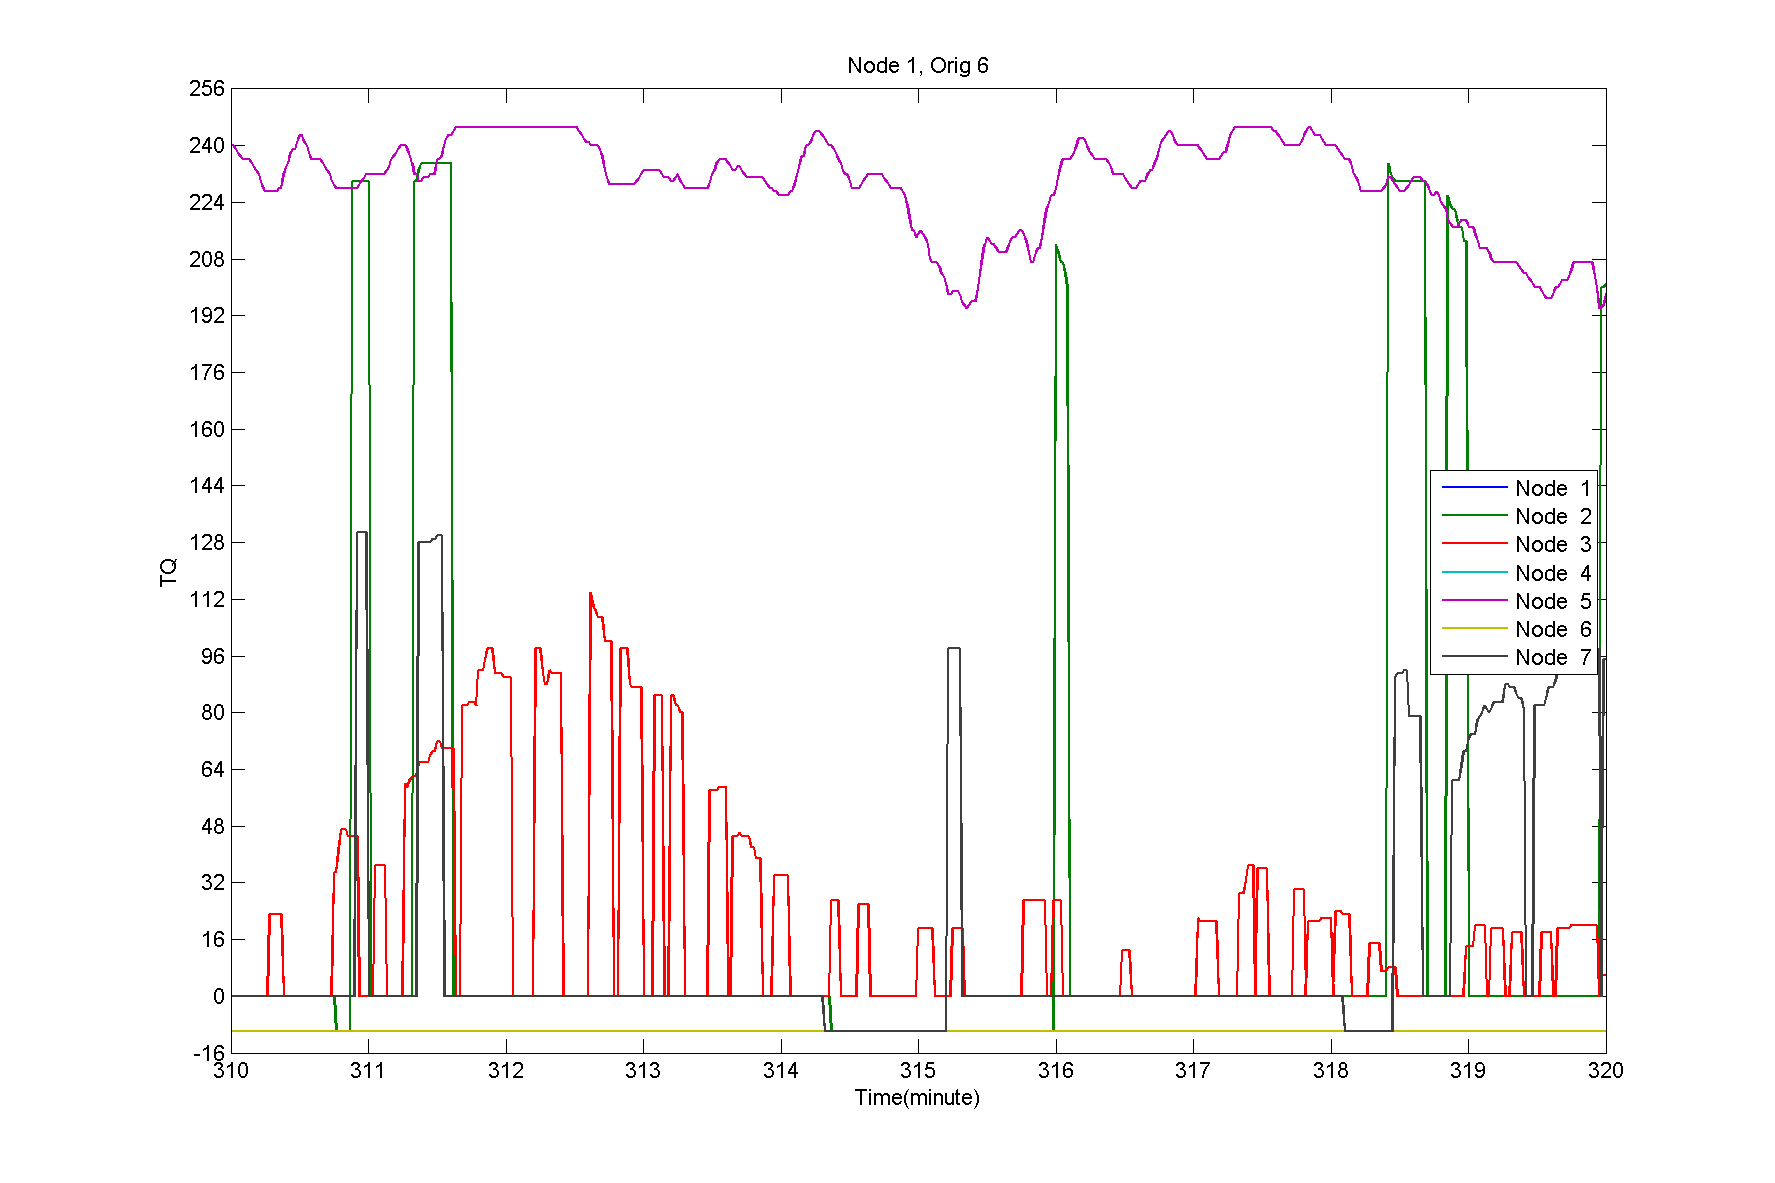 Node 1, Orig 6
256
240
224
208
192
176
160
144
128
112
96
80
64
48
32
16
0
-16
TQ
310 311 312 313 314 315 316 317 318 319 320
Time(minute)
Node 1
Node 2
Node 3
Node 4
Node 5
Node 6
Node 7